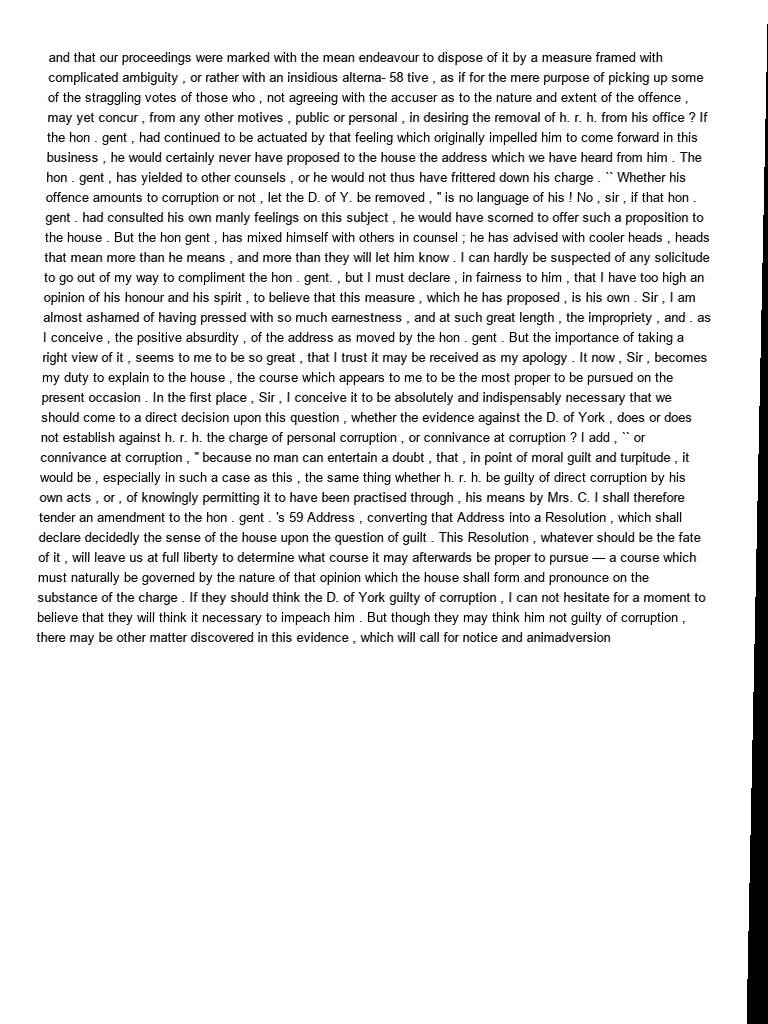 and that our proceedings were marked with the mean endeavour to dispose of it by a measure framed with
complicated ambiguity , or rather with an insidious alterna- 58 tive , as if for the mere purpose of picking up some
of the straggling votes of those who , not agreeing with the accuser as to the nature and extent of the offence ,
may yet concur , from any other motives , public or personal , in desiring the removal of h. r. h. from his office ? If
the hon . gent , had continued to be actuated by that feeling which originally impelled him to come forward in this
business , he would certainly never have proposed to the house the address which we have heard from him . The
hon . gent , has yielded to other counsels , or he would not thus have frittered down his charge . `` Whether his
offence amounts to corruption or not , let the D. of Y. be removed , " is no language of his ! No , sir , if that hon .
gent . had consulted his own manly feelings on this subject , he would have scorned to offer such a proposition to
the house . But the hon gent , has mixed himself with others in counsel ; he has advised with cooler heads , heads
that mean more than he means , and more than they will let him know . I can hardly be suspected of any solicitude
to go out of my way to compliment the hon . gent. , but I must declare , in fairness to him , that I have too high an
opinion of his honour and his spirit , to believe that this measure , which he has proposed , is his own . Sir , I am
almost ashamed of having pressed with so much earnestness , and at such great length , the impropriety , and . as
I conceive , the positive absurdity , of the address as moved by the hon . gent . But the importance of taking a
right view of it , seems to me to be so great , that I trust it may be received as my apology . It now , Sir , becomes
my duty to explain to the house , the course which appears to me to be the most proper to be pursued on the
present occasion . In the first place , Sir , I conceive it to be absolutely and indispensably necessary that we
should come to a direct decision upon this question , whether the evidence against the D. of York , does or does
not establish against h. r. h. the charge of personal corruption , or connivance at corruption ? I add , `` or
connivance at corruption , " because no man can entertain a doubt , that , in point of moral guilt and turpitude , it
would be , especially in such a case as this , the same thing whether h. r. h. be guilty of direct corruption by his
own acts , or , of knowingly permitting it to have been practised through , his means by Mrs. C. I shall therefore
tender an amendment to the hon . gent . 's 59 Address , converting that Address into a Resolution , which shall
declare decidedly the sense of the house upon the question of guilt . This Resolution , whatever should be the fate
of it , will leave us at full liberty to determine what course it may afterwards be proper to pursue — a course which
must naturally be governed by the nature of that opinion which the house shall form and pronounce on the
substance of the charge . If they should think the D. of York guilty of corruption , I can not hesitate for a moment to
believe that they will think it necessary to impeach him . But though they may think him not guilty of corruption ,
there may be other matter discovered in this evidence , which will call for notice and animadversion